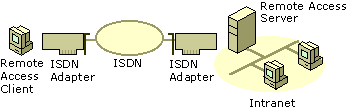 Remote Access
Server
Remote
Access
Client
ISDN
Adapter
ISDN
ISDN
Adapter
Intranet